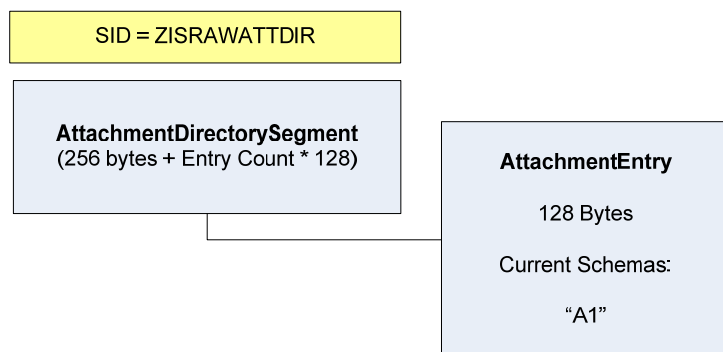 SID = ZISRAWATTDIR
AttachmentDirectorySegment
(256 bytes + Entry Count * 128)
AttachmentEntry
128 Bytes
Current Schemas:
“A1”